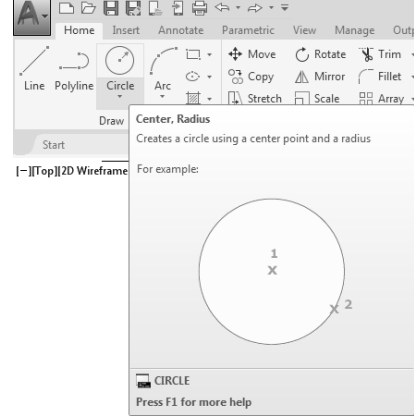 A
Home Insert Annotate Parametric View Manage Outp
Line Polyline Circle Arc
Move Rotate Trim
Copy Mirror Fillet
Stretch Scale Array
Draw
Start
[−][Top][2D Wireframe
Center, Radius
Creates a circle using a center point and a radius
For example:
1
2
CIRCLE
Press F1 for more help